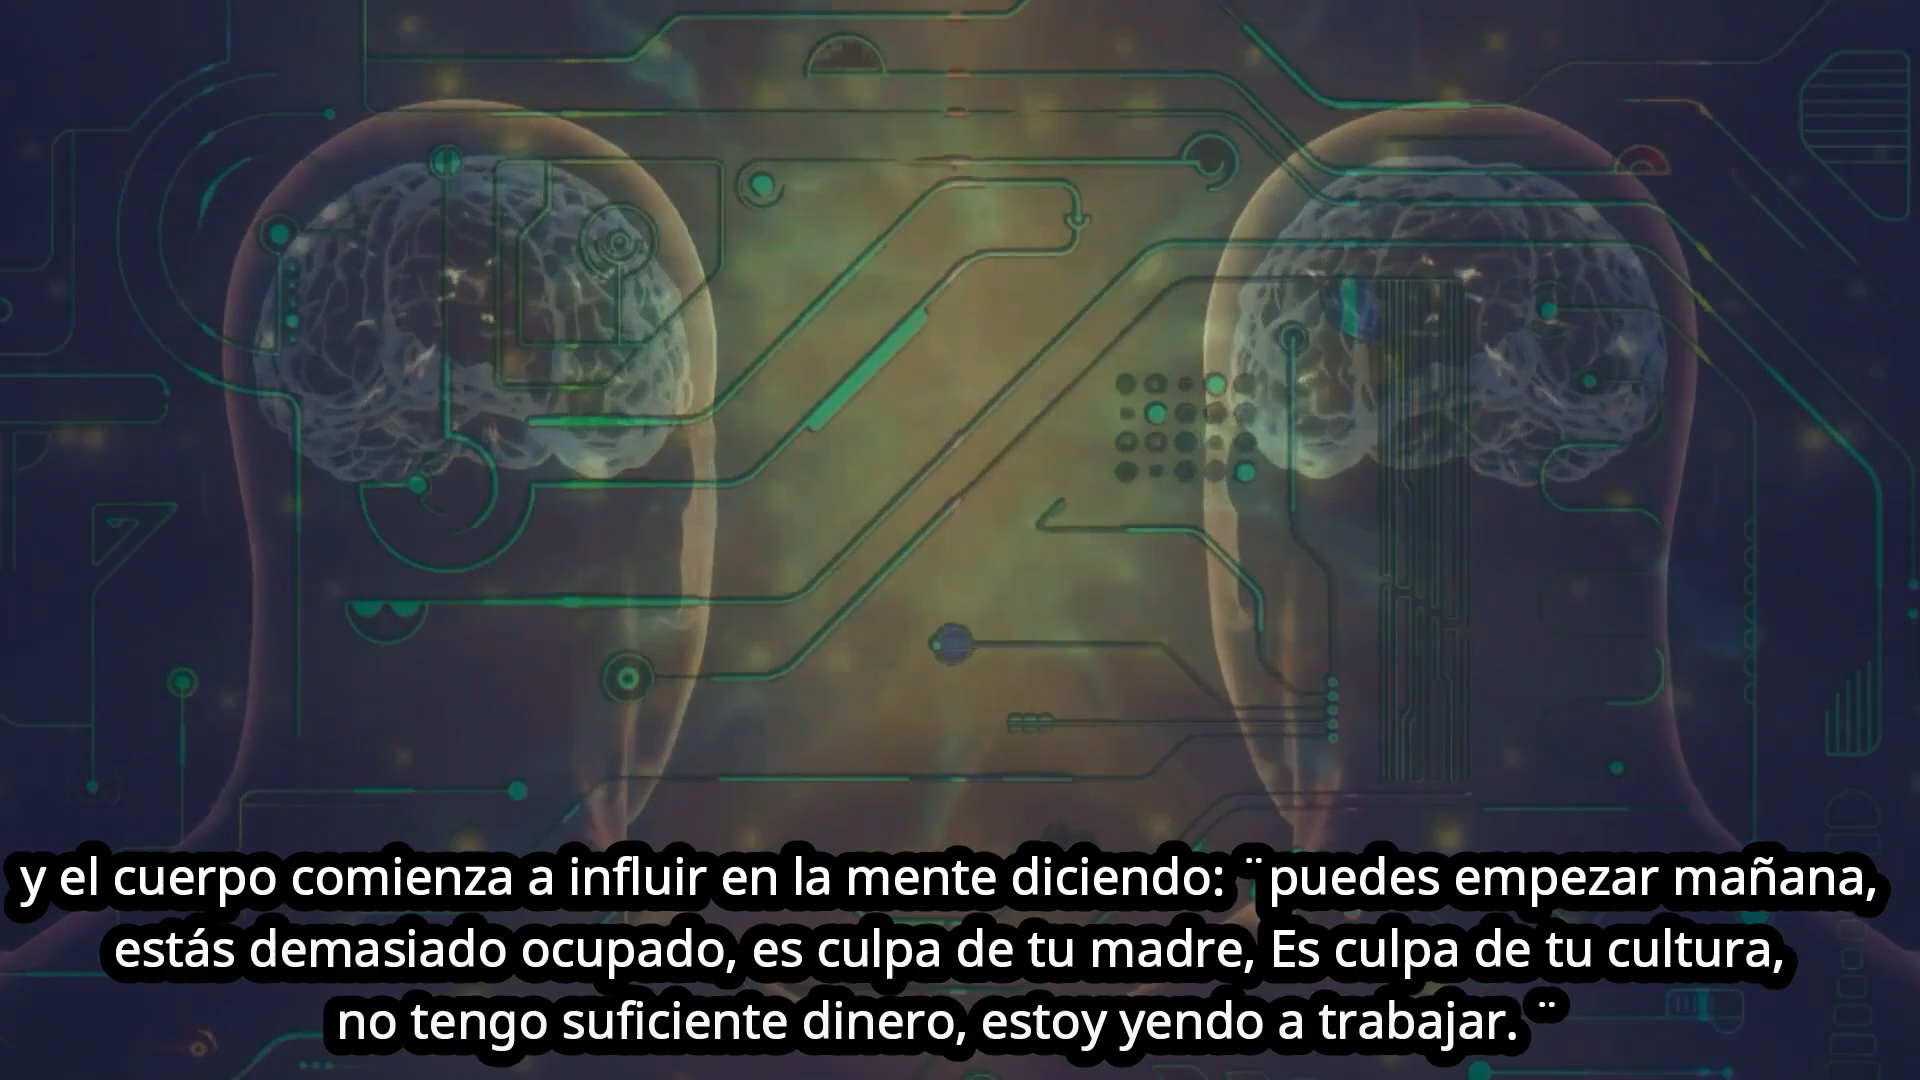 y el cuerpo comienza a influir en la mente diciendo: ¨puedes empezar mañana,
estás demasiado ocupado, es culpa de tu madre, Es culpa de tu cultura,
no tengo suficiente dinero, estoy yendo a trabajar. ¨